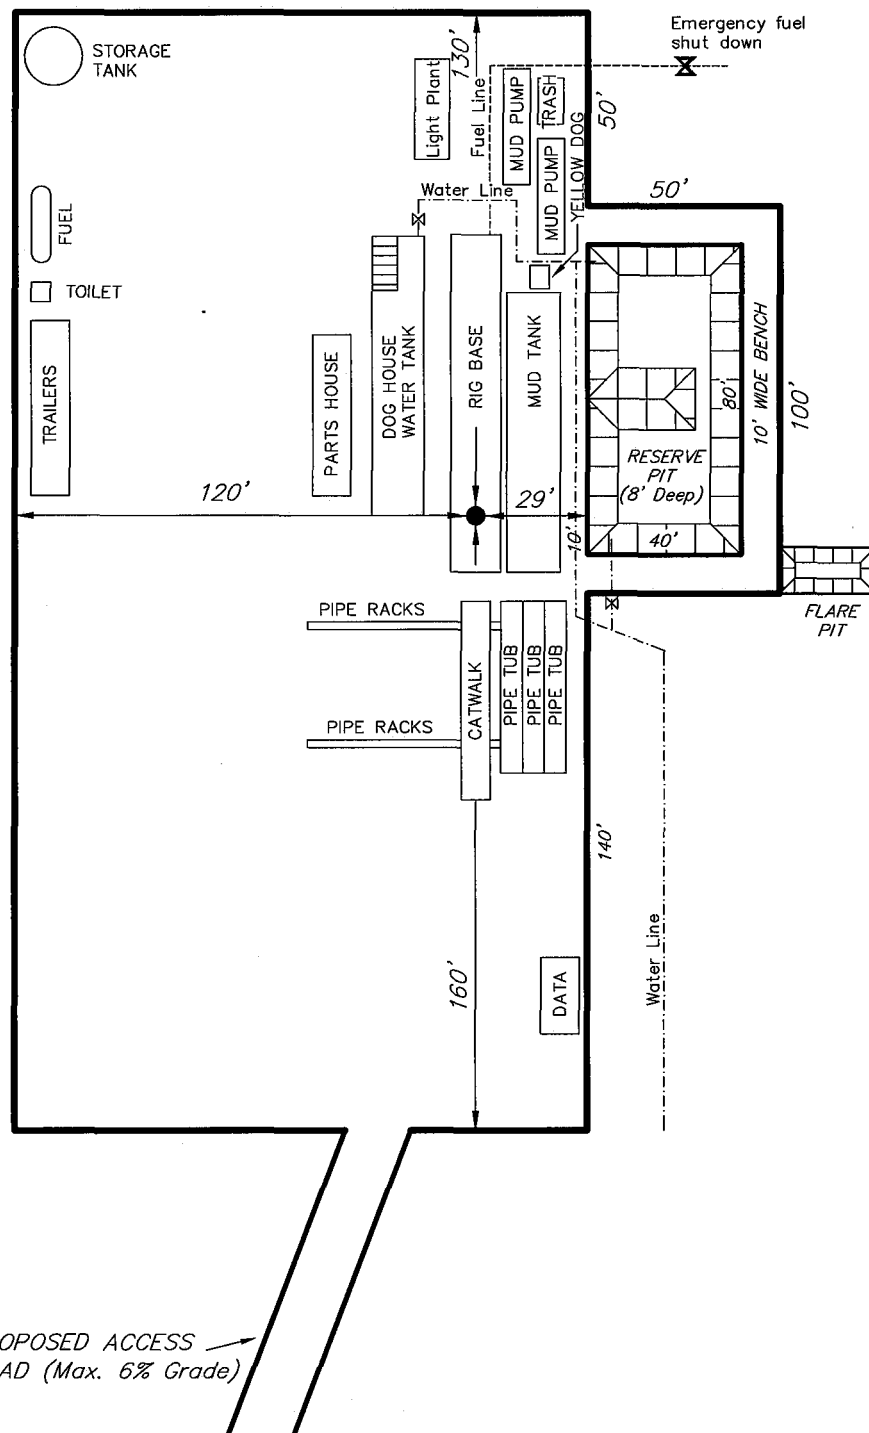 Emergency fuel
shut down
STORAGE
TANK
130'
Light Plant
Fuel Line
MUD PUMP
TRASH
50'
MUD PUMP
YELLOW DOG
Water Line
50'
FUEL
TOILET
TRAILERS
PARTS HOUSE
DOG HOUSE
WATER TANK
RIG BASE
MUD TANK
80'
10' WIDE BENCH
100'
RESERVE
PIT
(8' Deep)
120'
29'
10'
40'
FLARE
PIT
PIPE RACKS
CATWALK
PIPE TUB
PIPE TUB
PIPE TUB
PIPE RACKS
140'
Water Line
160'
DATA
OPOSED ACCESS
AD (Max. 6% Grade)